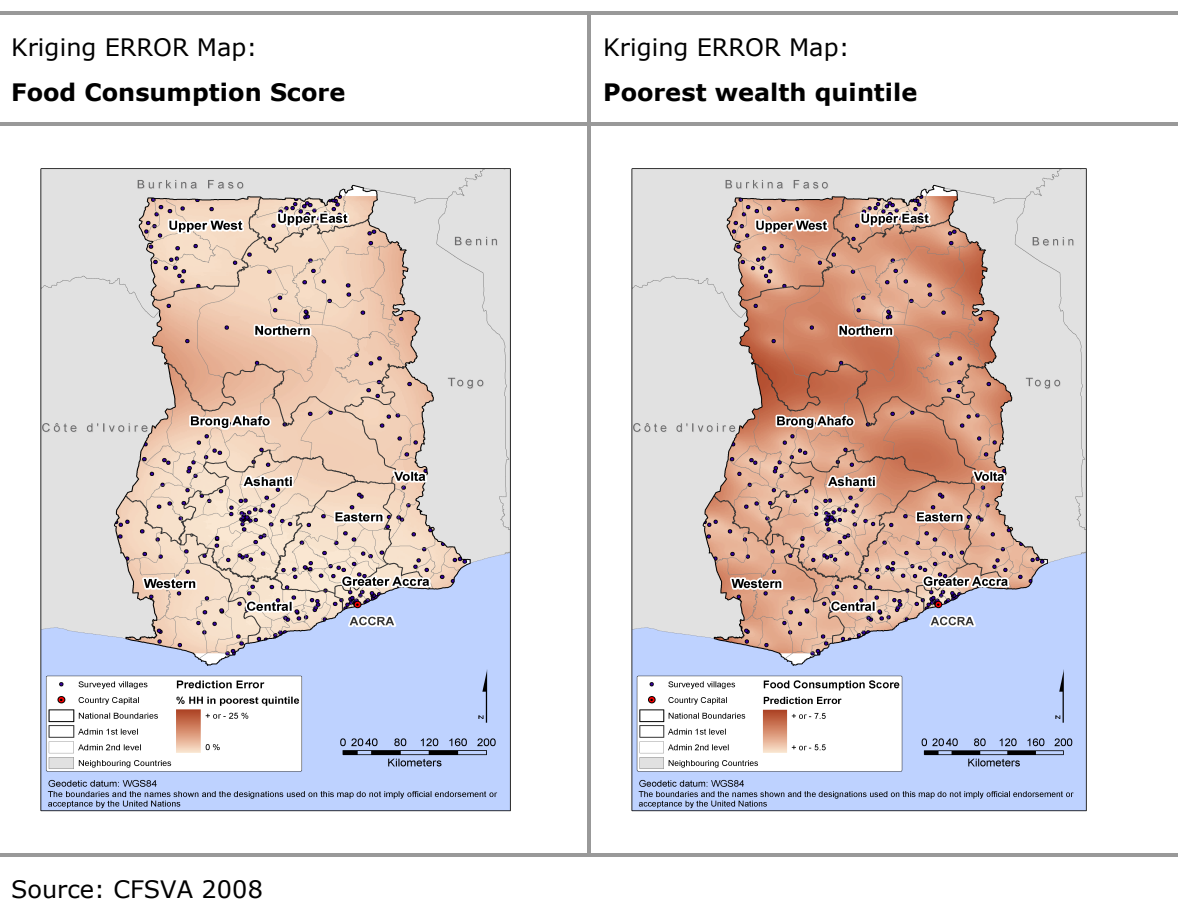 Kriging ERROR Map:
Food Consumption Score
Kriging ERROR Map:
Poorest wealth quintile
Burkina Faso
Upper West
Upper East
Benin
Northern
Togo
Côte d'Ivoire
Brong Ahafo
Ashanti
Volta
Eastern
Western
Greater Accra
Central
ACCRA
Surveyed villages
Country Capital
National Boundaries
Admin 1st level
Admin 2nd level
Neighbouring Countries
Prediction Error
% HH in poorest quintile
+ or - 25 %
0 %
N
0 20 40 80 120 160 200
Kilometers
Geodetic datum: WGS84
The boundaries and the names shown and the designations used on this map do not imply official endorsement or
acceptance by the United Nations
Burkina Faso
Upper West
Upper East
Benin
Northern
Togo
Côte d'Ivoire
Brong Ahafo
Ashanti
Volta
Eastern
Western
Greater Accra
Central
ACCRA
Surveyed villages
Country Capital
National Boundaries
Admin 1st level
Admin 2nd level
Neighbouring Countries
Food Consumption Score
Prediction Error
+ or - 7.5
+ or - 5.5
N
0 20 40 80 120 160 200
Kilometers
Geodetic datum: WGS84
The boundaries and the names shown and the designations used on this map do not imply official endorsement or
acceptance by the United Nations
Source: CFSVA 2008